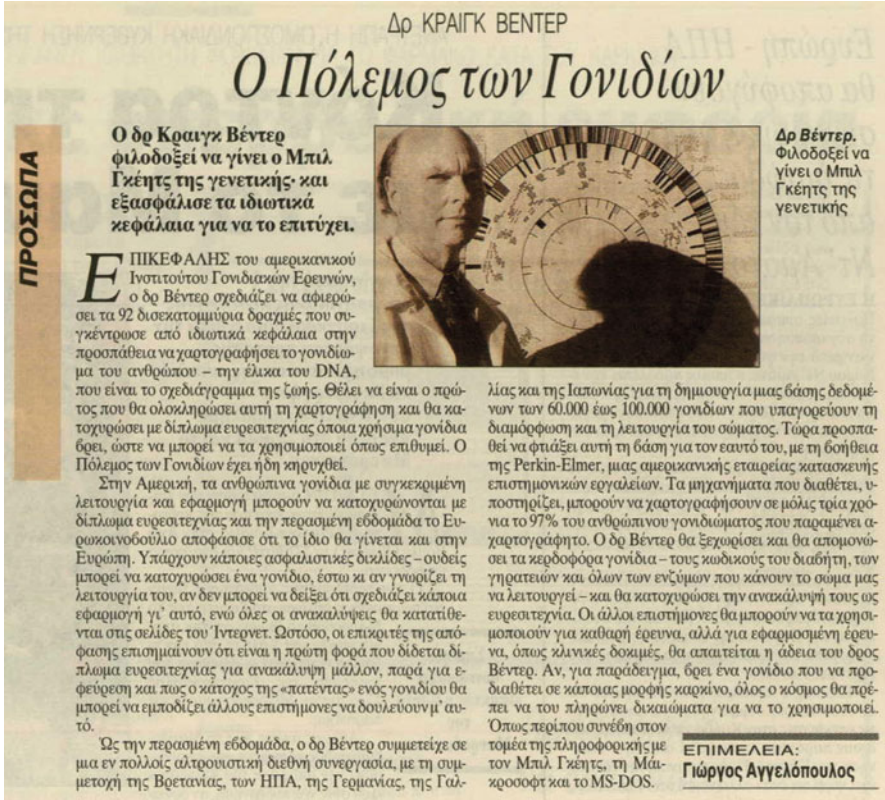 Δρ ΚΡΑΙΓΚ ΒΕΝΤΕΡ
Ο Πόλεμος των Γονιδίων
ΠΡΟΣΩΠΑ
Ο δρ Κραιγκ Βέντερ
φιλοδοξεί να γίνει ο Μπιλ
Γκέητς της γενετικής· και
εξασφάλισε τα ιδιωτικά
κεφάλαια για να το επιτύχει.
Δρ Βέντερ.
Φιλοδοξεί να
γίνει ο Μπιλ
Γκέητς της
γενετικής
ΕΠΙΚΕΦΑΛΗΣ του αμερικανικού
Ινστιτούτου Γονιδιακών Ερευνών,
ο δρ Βέντερ σχεδιάζει να αφιερώ-
σει τα 92 δισεκατομμύρια δραχμές που συ-
γκέντρωσε από ιδιωτικά κεφάλαια στην
προσπάθεια να χαρτογραφήσει το γονιδίω-
μα του ανθρώπου – την έλικα του DNA,
που είναι το σχεδιάγραμμα της ζωής. Θέλει να είναι ο πρώ-
τος που θα ολοκληρώσει αυτή τη χαρτογράφηση και θα κα-
τοχυρώσει με δίπλωμα ευρεσιτεχνίας όποια χρήσιμα γονίδια
βρει, ώστε να μπορεί να τα χρησιμοποιεί όπως επιθυμεί. Ο
Πόλεμος των Γονιδίων έχει ήδη κηρυχθεί.
Στην Αμερική, τα ανθρώπινα γονίδια με συγκεκριμένη
λειτουργία και εφαρμογή μπορούν να κατοχυρώνονται με
δίπλωμα ευρεσιτεχνίας και την περασμένη εβδομάδα το Ευ-
ρωκοινοβούλιο αποφάσισε ότι το ίδιο θα γίνεται και στην
Ευρώπη. Υπάρχουν κάποιες ασφαλιστικές δικλίδες – ουδείς
μπορεί να κατοχυρώσει ένα γονίδιο, έστω κι αν γνωρίζει τη
λειτουργία του, αν δεν μπορεί να δείξει ότι σχεδιάζει κάποια
εφαρμογή γι' αυτό, ενώ όλες οι ανακαλύψεις θα κατατίθε-
νται στις σελίδες του Ίντερνετ. Ωστόσο, οι επικριτές της από-
φασης επισημαίνουν ότι είναι η πρώτη φορά που δίδεται δί-
πλωμα ευρεσιτεχνίας για ανακάλυψη μάλλον, παρά για ε-
φεύρεση και πως ο κάτοχος της «πατέντας» ενός γονιδίου θα
μπορεί να εμποδίζει άλλους επιστήμονες να δουλεύουν μ' αυ-
τό.
Ώς την περασμένη εβδομάδα, ο δρ Βέντερ συμμετείχε σε
μια εν πολλοίς αλτρουιστική διεθνή συνεργασία, με τη συμ-
μετοχή της Βρετανίας, των ΗΠΑ, της Γερμανίας, της Γαλ-
λίας και της Ιαπωνίας για τη δημιουργία μιας βάσης δεδομέ-
νων των 60.000 έως 100.000 γονιδίων που υπαγορεύουν τη
διαμόρφωση και τη λειτουργία του σώματος. Τώρα προσπα-
θεί να φτιάξει αυτή τη βάση για τον εαυτό του, με τη βοήθεια
της Perkin-Elmer, μιας αμερικανικής εταιρείας κατασκευής
επιστημονικών εργαλείων. Τα μηχανήματα που διαθέτει, υ-
ποστηρίζει, μπορούν να χαρτογραφήσουν σε μόλις τρία χρό-
νια το 97% του ανθρώπινου γονιδιώματος που παραμένει α-
χαρτογράφητο. Ο δρ Βέντερ θα ξεχωρίσει και θα απομονώ-
σει τα κερδοφόρα γονίδια – τους κωδικούς του διαβήτη, των
γηρατειών και όλων των ενζύμων που κάνουν το σώμα μας
να λειτουργεί – και θα κατοχυρώσει την ανακάλυψή τους ως
ευρεσιτεχνία. Οι άλλοι επιστήμονες θα μπορούν να τα χρησι-
μοποιούν για καθαρή έρευνα, αλλά για εφαρμοσμένη έρευ-
να, όπως κλινικές δοκιμές, θα απαιτείται η άδεια του δρος
Βέντερ. Αν, για παράδειγμα, βρει ένα γονίδιο που να προ-
διαθέτει σε κάποιας μορφής καρκίνο, όλος ο κόσμος θα πρέ-
πει να του πληρώνει δικαιώματα για να το χρησιμοποιεί.
Όπως περίπου συνέβη στον
τομέα της πληροφορικής με
τον Μπιλ Γκέητς, τη Μάι-
κροσοφτ και το MS-DOS.
ΕΠΙΜΕΛΕΙΑ:
Γιώργος Αγγελόπουλος